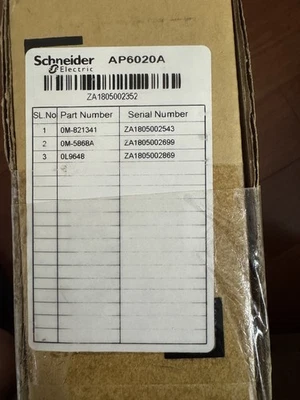 Schneider Electric AP6020A
ZA1805002352
SL.No Part Number Serial Number
1 0M-821341 ZA1805002543
2 0M-5868A ZA1805002699
3 0L9648 ZA1805002869